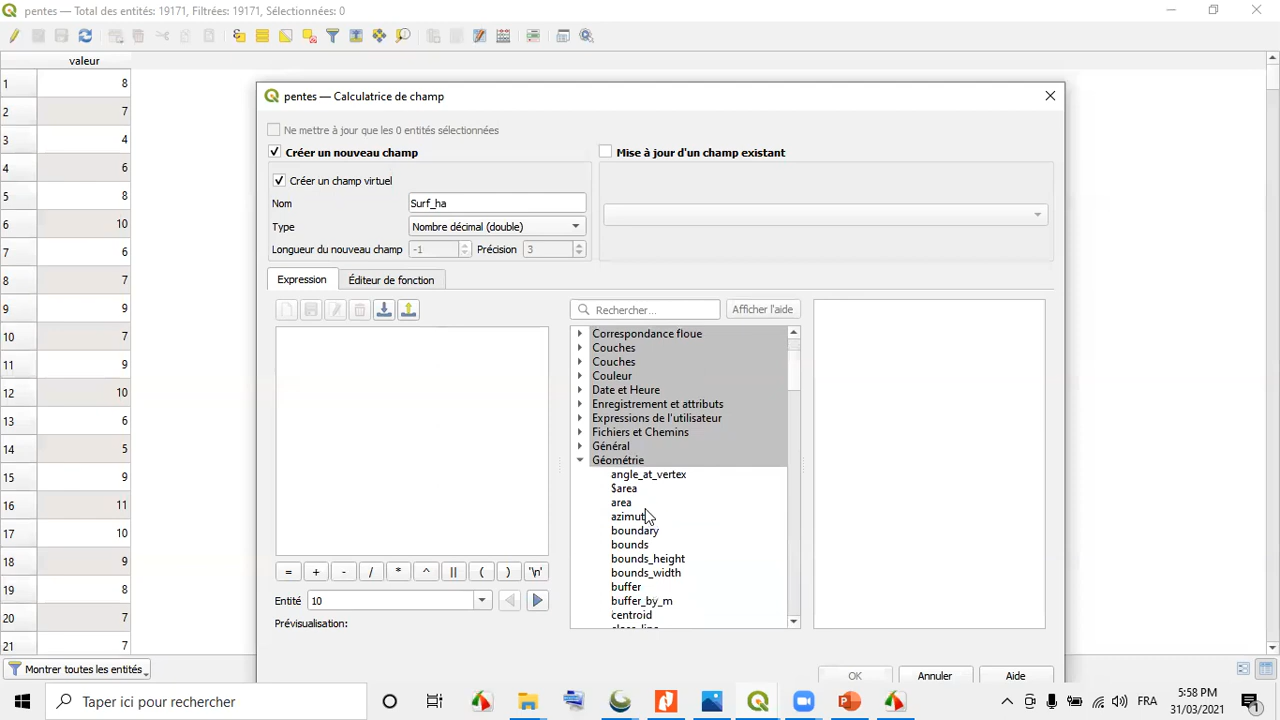 pentes — Total des entités: 19171, Filtrées: 19171, Sélectionnées: 0
valeur
1 8
2 7
3 4
4 6
5 8
6 10
7 6
8 7
9 9
10 7
11 9
12 10
13 6
14 5
15 9
16 11
17 10
18 9
19 8
20 7
21 7
pentes — Calculatrice de champ
Ne mettre à jour que les 0 entités sélectionnées
Créer un nouveau champ
Mise à jour d'un champ existant
Créer un champ virtuel
Nom Surf_ha
Type Nombre décimal (double)
Longueur du nouveau champ -1 Précision 3
Expression Éditeur de fonction
Rechercher... Afficher l'aide
Correspondance floue
Couches
Couches
Couleur
Date et Heure
Enregistrement et attributs
Expressions de l'utilisateur
Fichiers et Chemins
Général
Géométrie
angle_at_vertex
$area
area
azimut
boundary
bounds
bounds_height
bounds_width
buffer
buffer_by_m
centroid
= + - / * ^ || ( ) '\n'
Entité 10
Prévisualisation:
OK Annuler Aide
Montrer toutes les entités
Taper ici pour rechercher
FRA
5:58 PM
31/03/2021
1